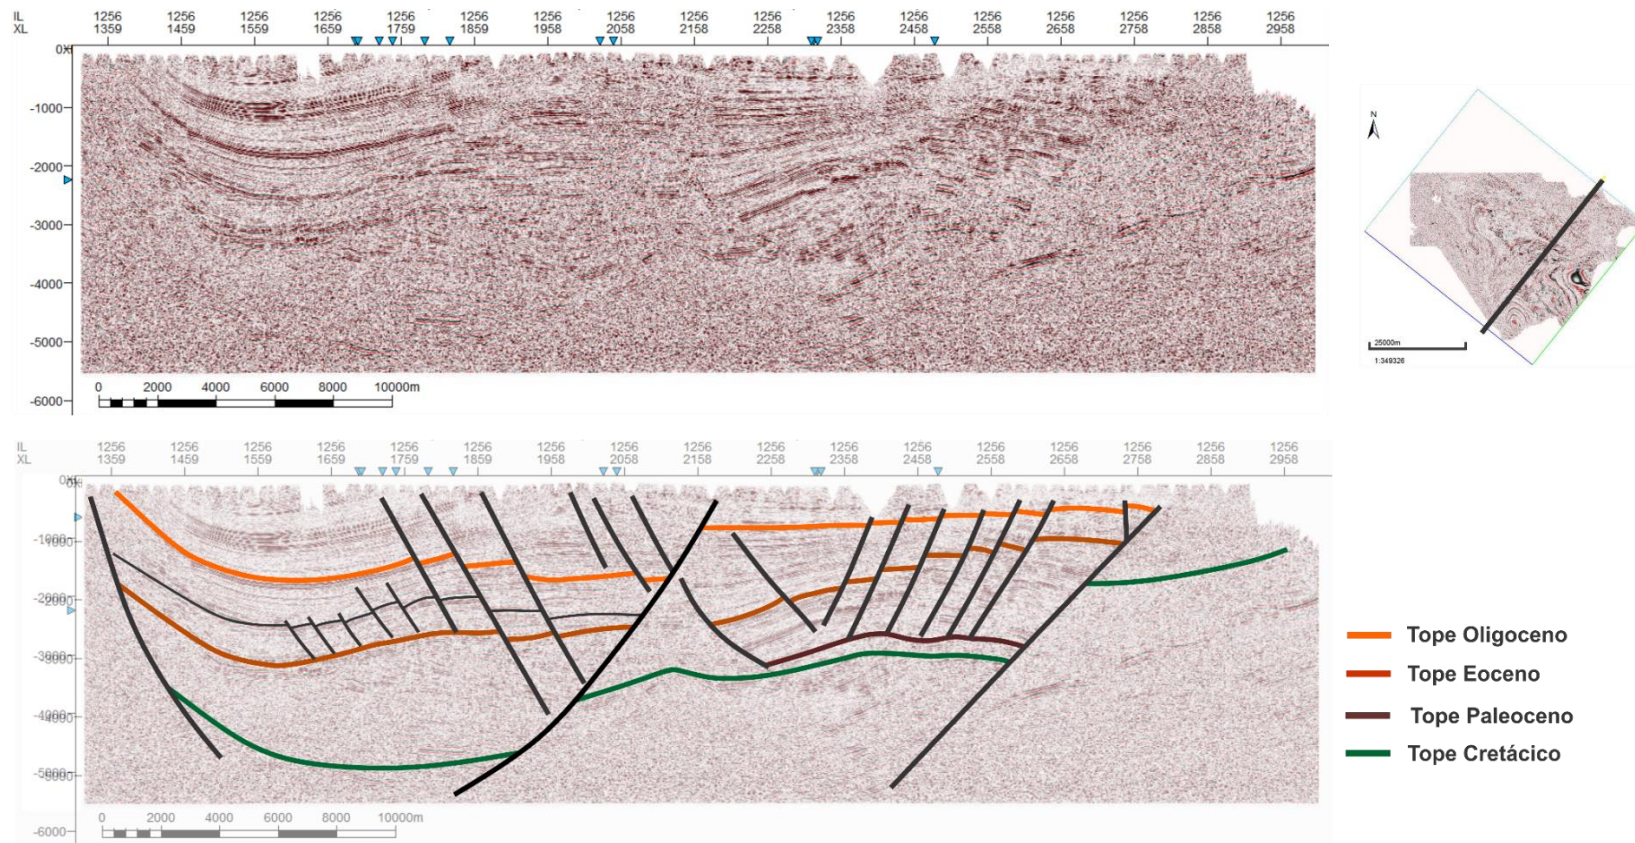 IL 1256 1256 1256 1256 1256 1256 1958 2058 1256 1256 1256 1256 1256 1256 1256 1256 1256
XL 1359 1459 1559 1659 1759 1859 1958 2058 2158 2258 2358 2458 2558 2658 2758 2858 2958
-1000
-2000
-3000
-4000
-5000
-6000
0 2000 4000 6000 8000 10000m
N
25000m
1:349326
IL 1256 1256 1256 1256 1256 1256 1256 1256 1256 1256 1256 1256 1256 1256 1256 1256 1256
XL 1359 1459 1559 1659 1759 1859 1958 2058 2158 2258 2358 2458 2558 2658 2758 2858 2958
-1000
-2000
-3000
-4000
-5000
-6000
0 2000 4000 6000 8000 10000m
Tope Oligoceno
Tope Eoceno
Tope Paleoceno
Tope Cretácico